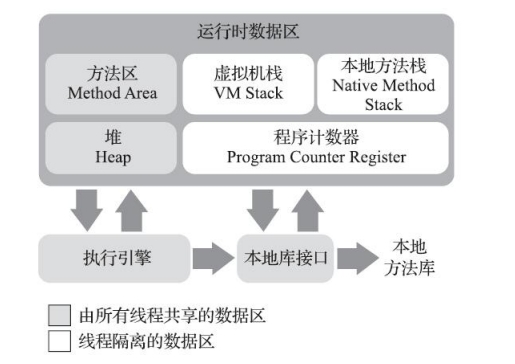 运行时数据区
方法区
Method Area
虚拟机栈
VM Stack
本地方法栈
Native Method
Stack
堆
Heap
程序计数器
Program Counter Register
执行引擎
本地库接口
本地
方法库
由所有线程共享的数据区
线程隔离的数据区